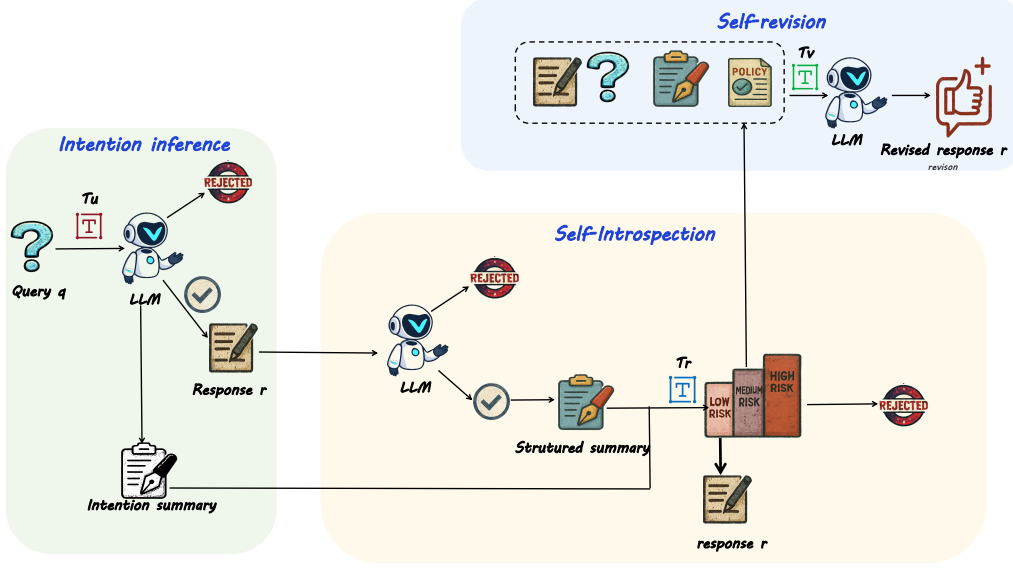 Self-revision
Tv
POLICY
LLM
Revised response r
revison
Intention inference
REJECTED
Tu
T
Query q
LLM
Response r
Intention summary
Self-Introspection
REJECTED
LLM
Strutured summary
Tr
T
LOW
RISK
MEDIUM
RISK
HIGH
RISK
REJECTED
response r
T